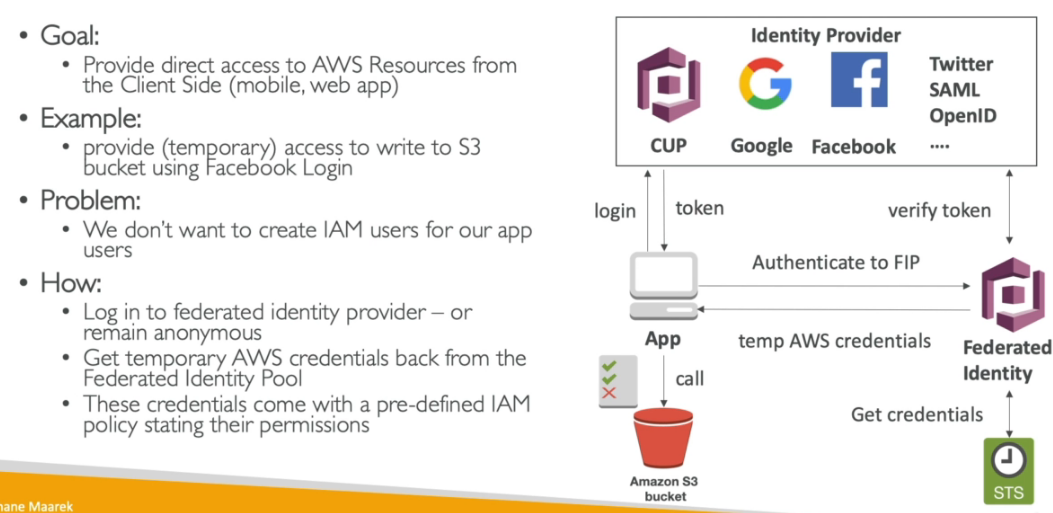 • Goal:
• Provide direct access to AWS Resources from
the Client Side (mobile, web app)
• Example:
• provide (temporary) access to write to S3
bucket using Facebook Login
• Problem:
• We don't want to create IAM users for our app
users
• How:
• Log in to federated identity provider – or
remain anonymous
• Get temporary AWS credentials back from the
Federated Identity Pool
• These credentials come with a pre-defined IAM
policy stating their permissions
Identity Provider
CUP
Google
Facebook
Twitter
SAML
OpenID
....
login
token
verify token
Authenticate to FIP
App
temp AWS credentials
Federated
Identity
call
Get credentials
Amazon S3
bucket
STS
hane Maarek